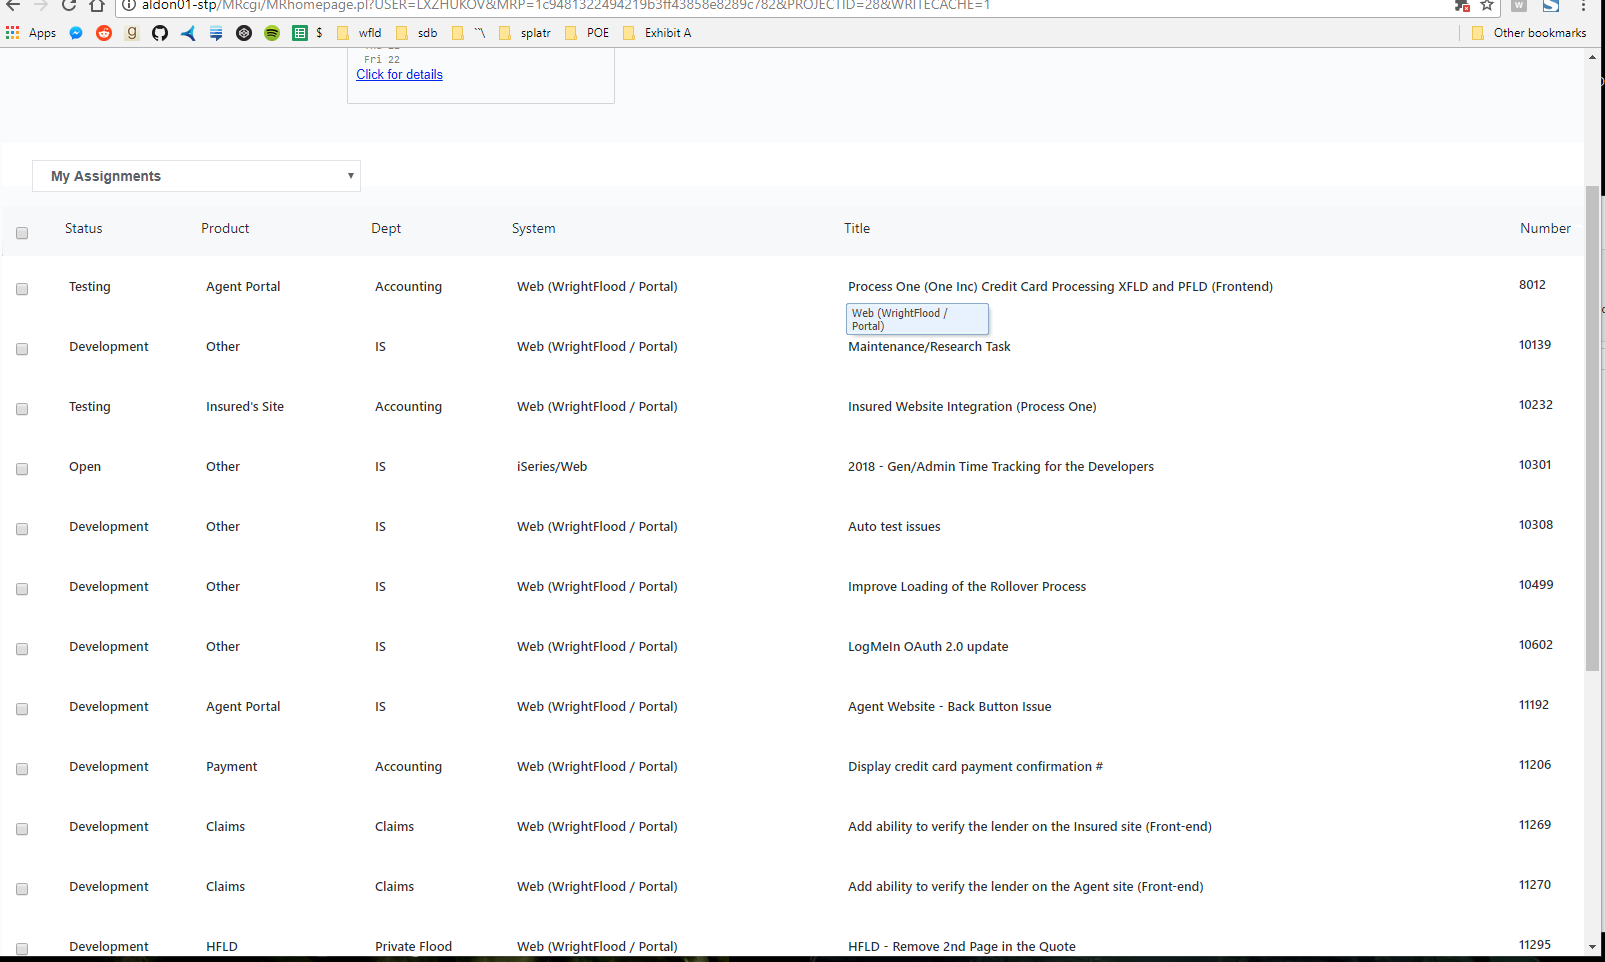 aldon01-stp/MRcgi/MRhomepage.pl?USER=LXZHUKOV&MRP=1c9481322494219b3ff43858e8289c782&PROJECTID=28&WRITECACHE=1
Apps g $ wfld sdb ``\ splatr POE Exhibit A Other bookmarks
Fri 22
Click for details
My Assignments
Status Product Dept System Title Number
Testing Agent Portal Accounting Web (WrightFlood / Portal) Process One (One Inc) Credit Card Processing XFLD and PFLD (Frontend) 8012
Web (WrightFlood /
Portal)
Development Other IS Web (WrightFlood / Portal) Maintenance/Research Task 10139
Testing Insured's Site Accounting Web (WrightFlood / Portal) Insured Website Integration (Process One) 10232
Open Other IS iSeries/Web 2018 - Gen/Admin Time Tracking for the Developers 10301
Development Other IS Web (WrightFlood / Portal) Auto test issues 10308
Development Other IS Web (WrightFlood / Portal) Improve Loading of the Rollover Process 10499
Development Other IS Web (WrightFlood / Portal) LogMeIn OAuth 2.0 update 10602
Development Agent Portal IS Web (WrightFlood / Portal) Agent Website - Back Button Issue 11192
Development Payment Accounting Web (WrightFlood / Portal) Display credit card payment confirmation # 11206
Development Claims Claims Web (WrightFlood / Portal) Add ability to verify the lender on the Insured site (Front-end) 11269
Development Claims Claims Web (WrightFlood / Portal) Add ability to verify the lender on the Agent site (Front-end) 11270
Development HFLD Private Flood Web (WrightFlood / Portal) HFLD - Remove 2nd Page in the Quote 11295